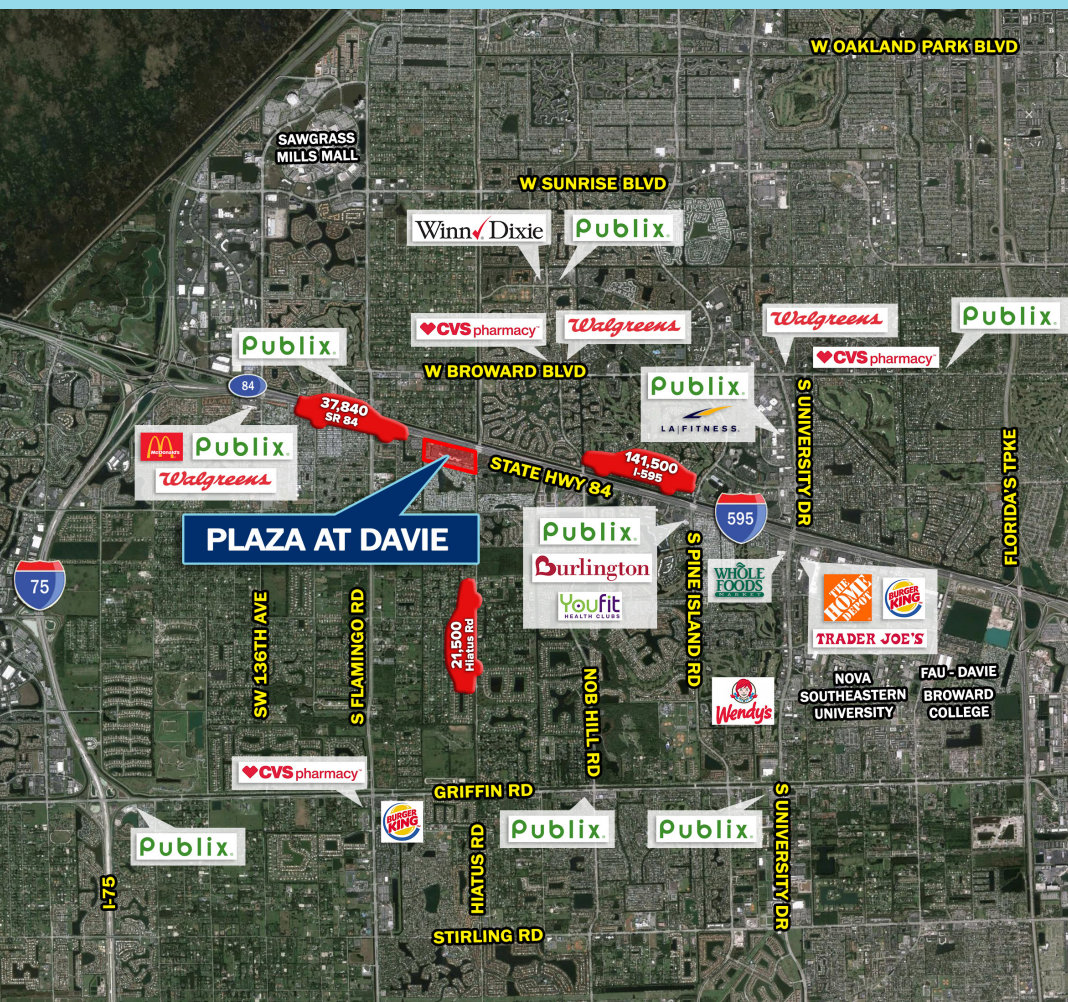 W. OAKLAND PARK BLVD
SAWGRASS
MILLS MALL
W SUNRISE BLVD
Winn Dixie
Publix.
CVS pharmacy
Walgreens
Walgreens
Publix.
CVS pharmacy
Publix.
W BROWARD BLVD
84
37,840
SR 84
Publix.
LA|FITNESS.
S UNIVERSITY DR
McDonald's
Publix.
Walgreens
141,500
I-595
STATE HWY 84
FLORIDA'S TPKE
PLAZA AT DAVIE
595
Publix.
Burlington
Youfit
HEALTH CLUBS
S PINE ISLAND RD
WHOLE
FOODS
MARKET
THE
HOME
DEPOT
BURGER
KING
TRADER JOE'S
75
SW 136TH AVE
S FLAMINGO RD
21,500
Hiatus Rd
NOB HILL RD
Wendy's
NOVA
SOUTHEASTERN
UNIVERSITY
FAU - DAVIE
BROWARD
COLLEGE
CVS pharmacy
GRIFFIN RD
BURGER
KING
Publix.
Publix.
Publix.
S UNIVERSITY DR
HIATUS RD
I-75
STIRLING RD